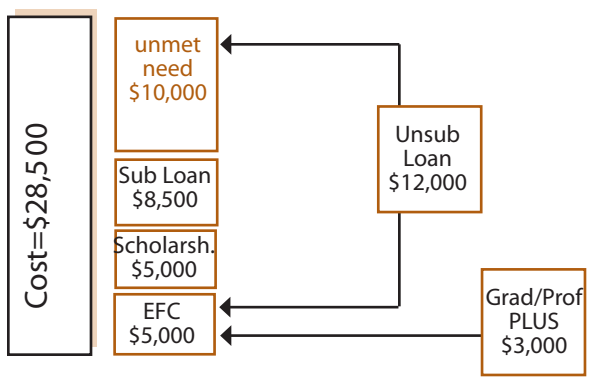 Cost=$28,500
unmet
need
$10,000
Sub Loan
$8,500
Scholarsh.
$5,000
EFC
$5,000
Unsub
Loan
$12,000
Grad/Prof
PLUS
$3,000